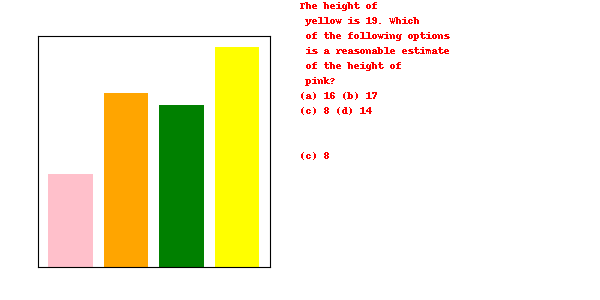 The height of
yellow is 19. Which
of the following options
is a reasonable estimate
of the height of
pink?
(a) 16 (b) 17
(c) 8 (d) 14
(c) 8